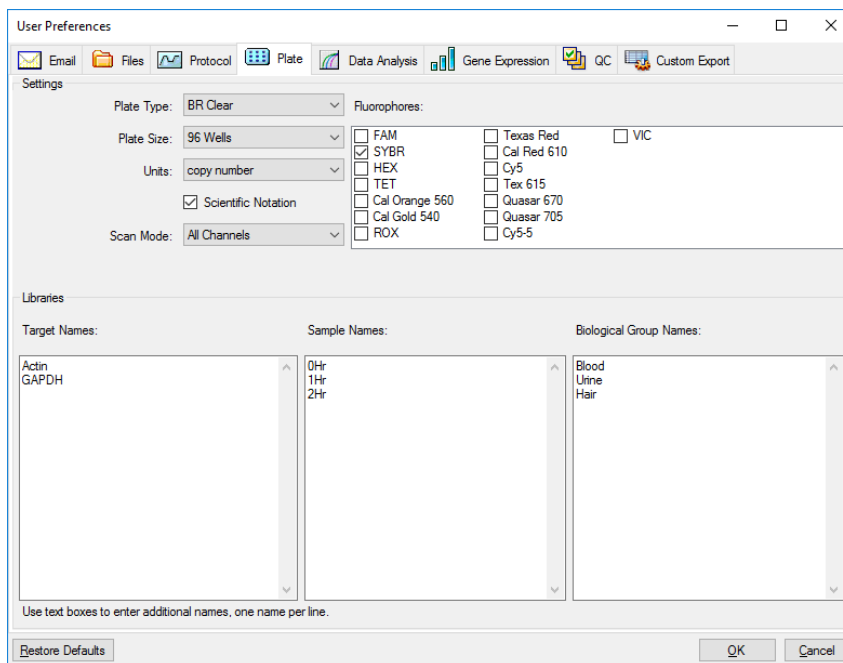 User Preferences
Email Files Protocol Plate Data Analysis Gene Expression QC Custom Export
Settings
Plate Type: BR Clear
Plate Size: 96 Wells
Units: copy number
Scientific Notation
Scan Mode: All Channels
Fluorophores:
FAM Texas Red VIC
SYBR Cal Red 610
HEX Cy5
TET Tex 615
Cal Orange 560 Quasar 670
Cal Gold 540 Quasar 705
ROX Cy5-5
Libraries
Target Names: Sample Names: Biological Group Names:
Actin 0Hr Blood
GAPDH 1Hr Urine
2Hr Hair
Use text boxes to enter additional names, one name per line.
Restore Defaults OK Cancel